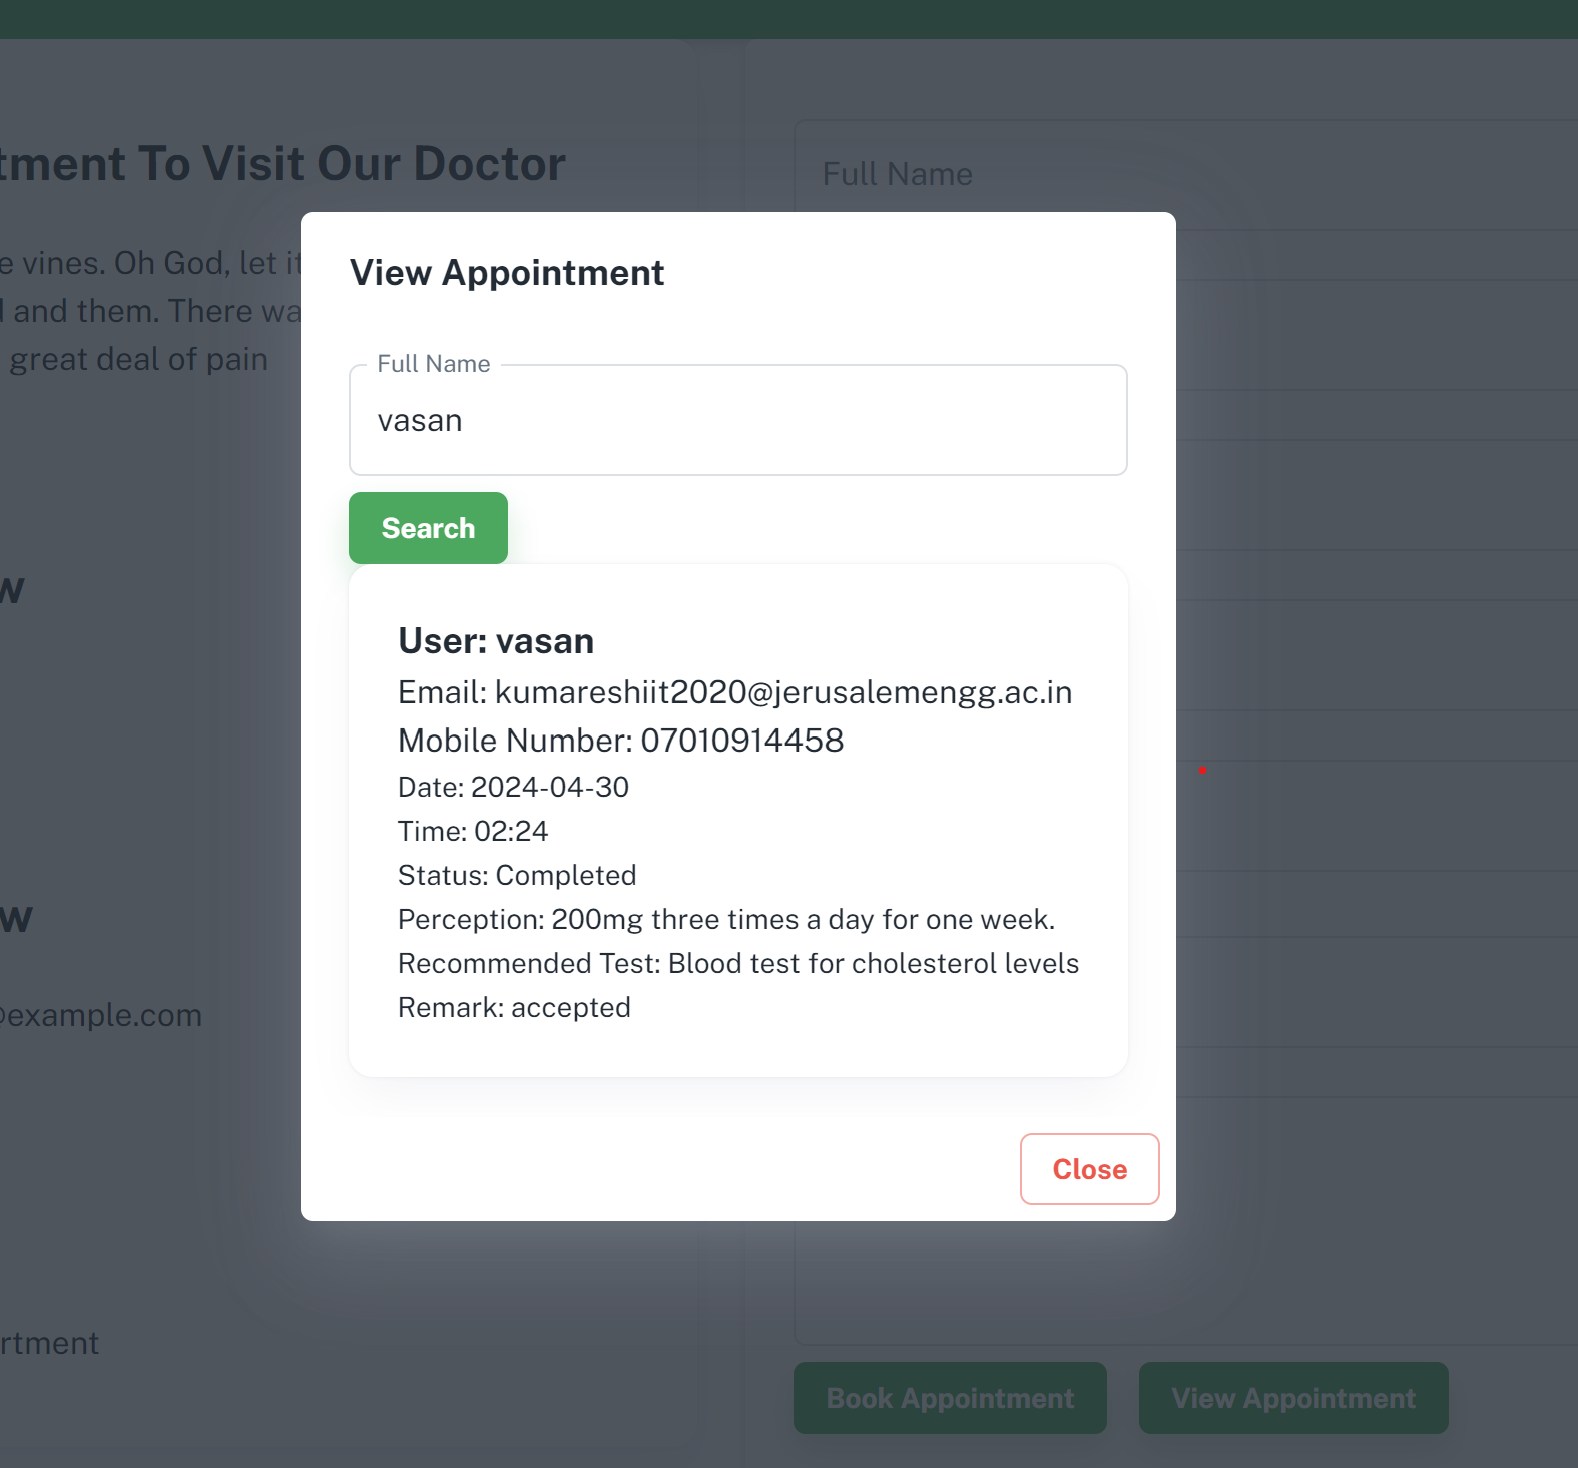 tment To Visit Our Doctor
e vines. Oh God, let it
and them. There wa
great deal of pain
w
w
@example.com
rtment
Full Name
View Appointment
Full Name
vasan
Search
User: vasan
Email: kumareshiit2020@jerusalemengg.ac.in
Mobile Number: 07010914458
Date: 2024-04-30
Time: 02:24
Status: Completed
Perception: 200mg three times a day for one week.
Recommended Test: Blood test for cholesterol levels
Remark: accepted
Close
Book Appointment
View Appointment